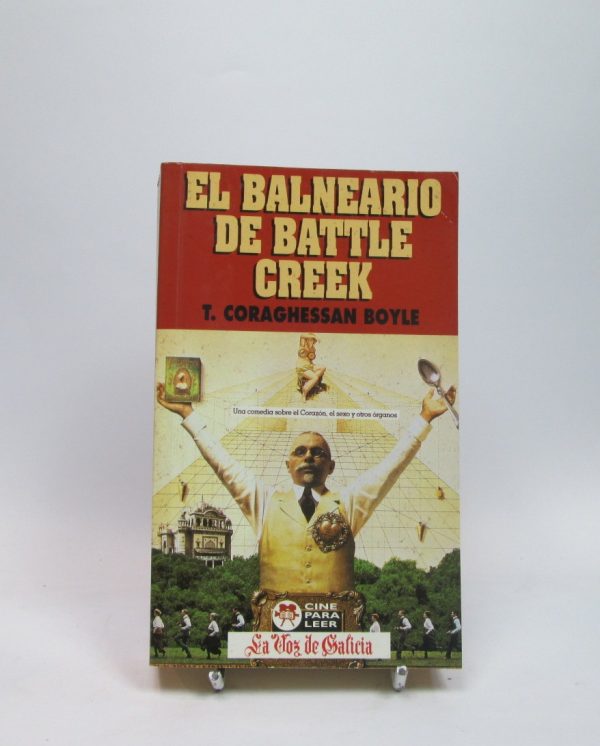 EL BALNEARIO
DE BATTLE
CREEK
T. CORAGHESSAN BOYLE
Una comedia sobre el Corazón, el sexo y otros órganos
CINE
PARA
LEER
La Voz de Galicia